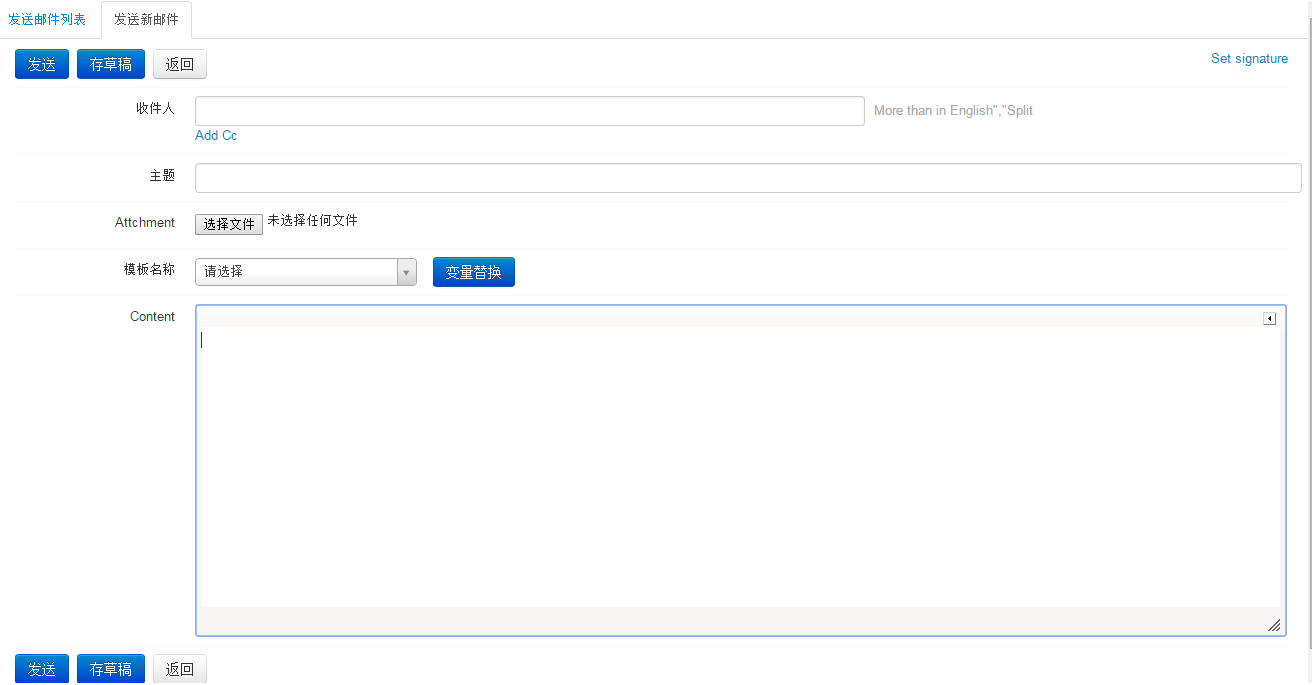 发送邮件列表 发送新邮件
发送 存草稿 返回 Set signature
收件人 More than in English","Split
Add Cc
主题
Attchment 选择文件 未选择任何文件
模板名称 请选择 变量替换
Content
发送 存草稿 返回